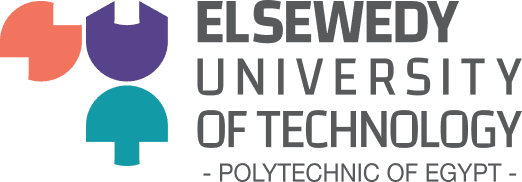 ELSEWEDY
UNIVERSITY
OF TECHNOLOGY
- POLYTECHNIC OF EGYPT -